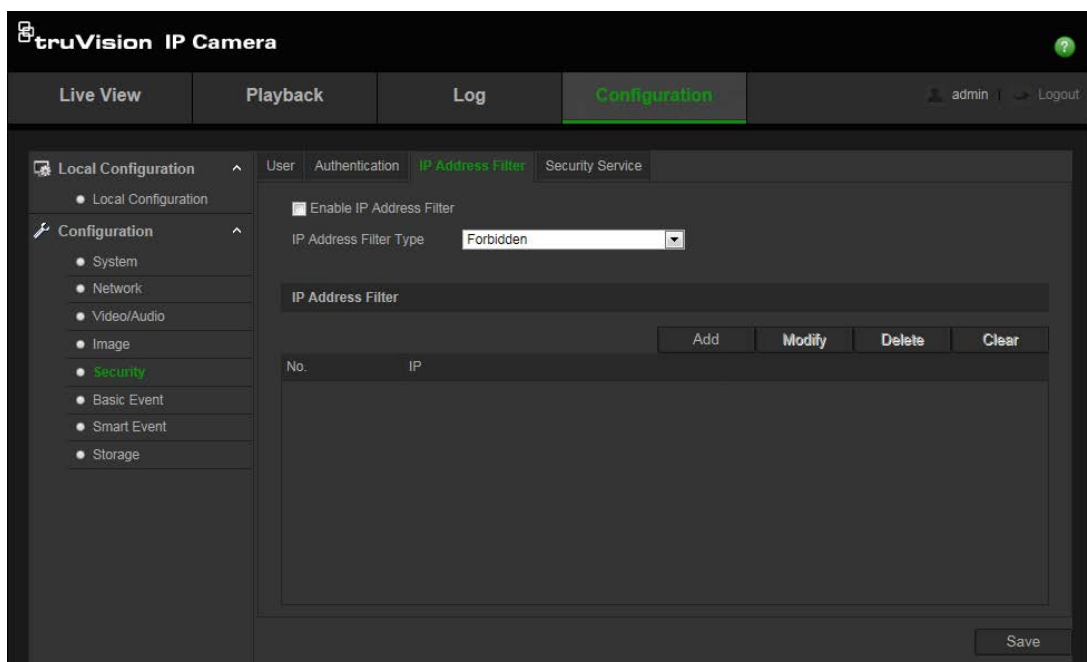 truVision IP Camera
?
Live View Playback Log Configuration admin Logout
Local Configuration
Local Configuration
Configuration
System
Network
Video/Audio
Image
Security
Basic Event
Smart Event
Storage
User Authentication IP Address Filter Security Service
Enable IP Address Filter
IP Address Filter Type Forbidden
IP Address Filter
Add Modify Delete Clear
No. IP
Save